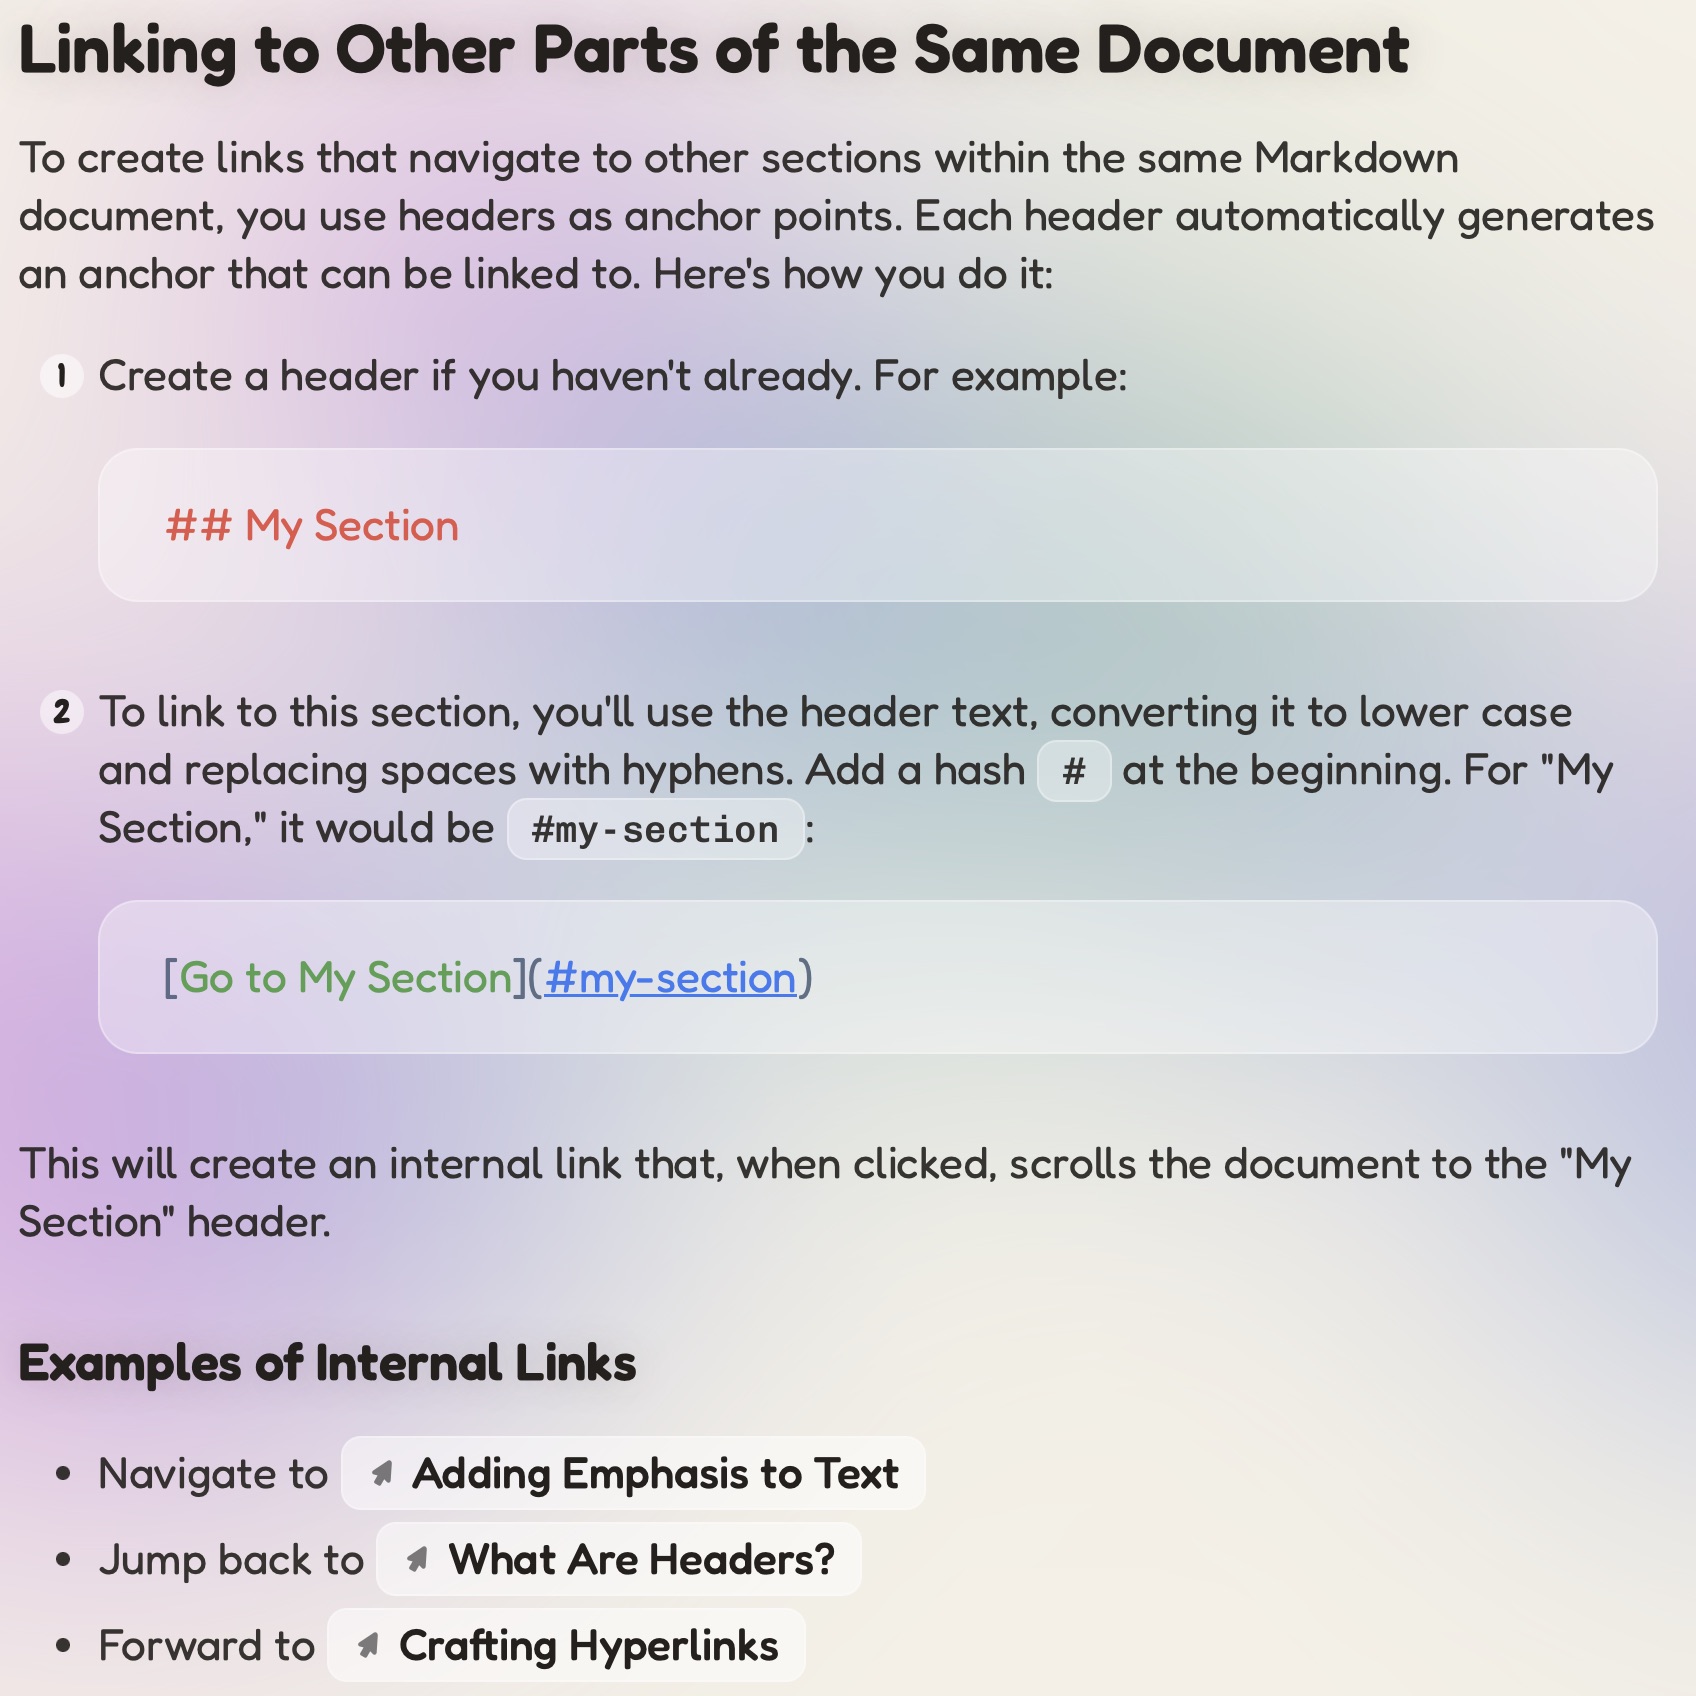 Linking to Other Parts of the Same Document
To create links that navigate to other sections within the same Markdown
document, you use headers as anchor points. Each header automatically generates
an anchor that can be linked to. Here's how you do it:
1 Create a header if you haven't already. For example:
## My Section
2 To link to this section, you'll use the header text, converting it to lower case
and replacing spaces with hyphens. Add a hash # at the beginning. For "My
Section," it would be #my-section:
[Go to My Section](#my-section)
This will create an internal link that, when clicked, scrolls the document to the "My
Section" header.
Examples of Internal Links
• Navigate to Adding Emphasis to Text
• Jump back to What Are Headers?
• Forward to Crafting Hyperlinks